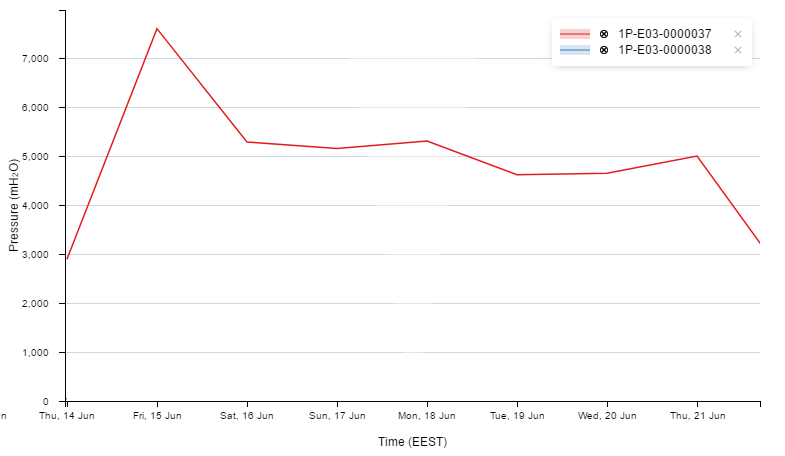 1P-E03-0000037
1P-E03-0000038
7,000
6,000
5,000
4,000
3,000
2,000
1,000
0
Pressure (mH₂O)
Thu, 14 Jun
Fri, 15 Jun
Sat, 16 Jun
Sun, 17 Jun
Mon, 18 Jun
Tue, 19 Jun
Wed, 20 Jun
Thu, 21 Jun
Time (EEST)